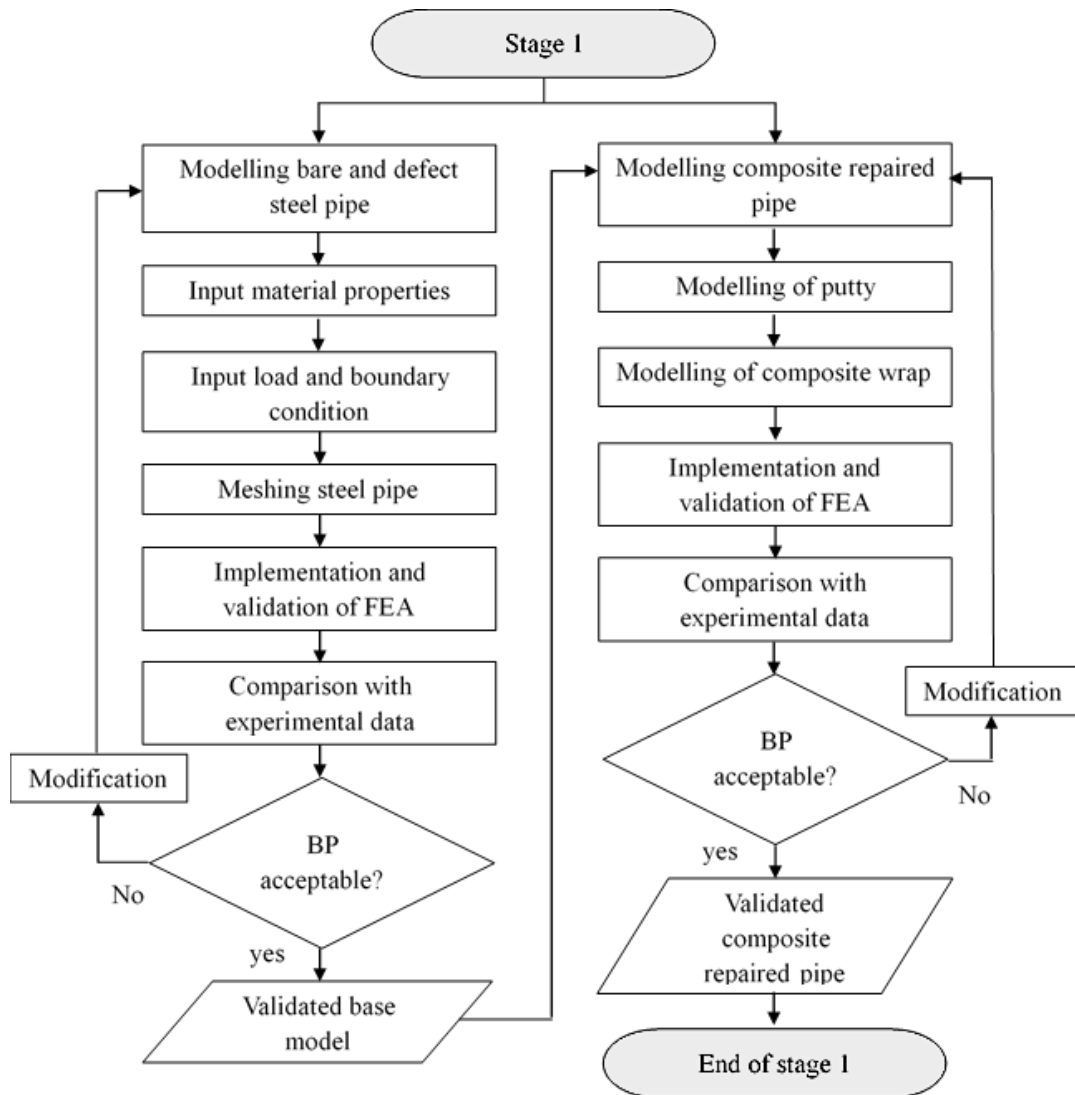 Stage 1
Modelling bare and defect
steel pipe
Input material properties
Input load and boundary
condition
Meshing steel pipe
Implementation and
validation of FEA
Comparison with
experimental data
Modification
BP
acceptable?
No
yes
Validated base
model
Modelling composite repaired
pipe
Modelling of putty
Modelling of composite wrap
Implementation and
validation of FEA
Comparison with
experimental data
Modification
BP
acceptable?
No
yes
Validated
composite
repaired pipe
End of stage 1